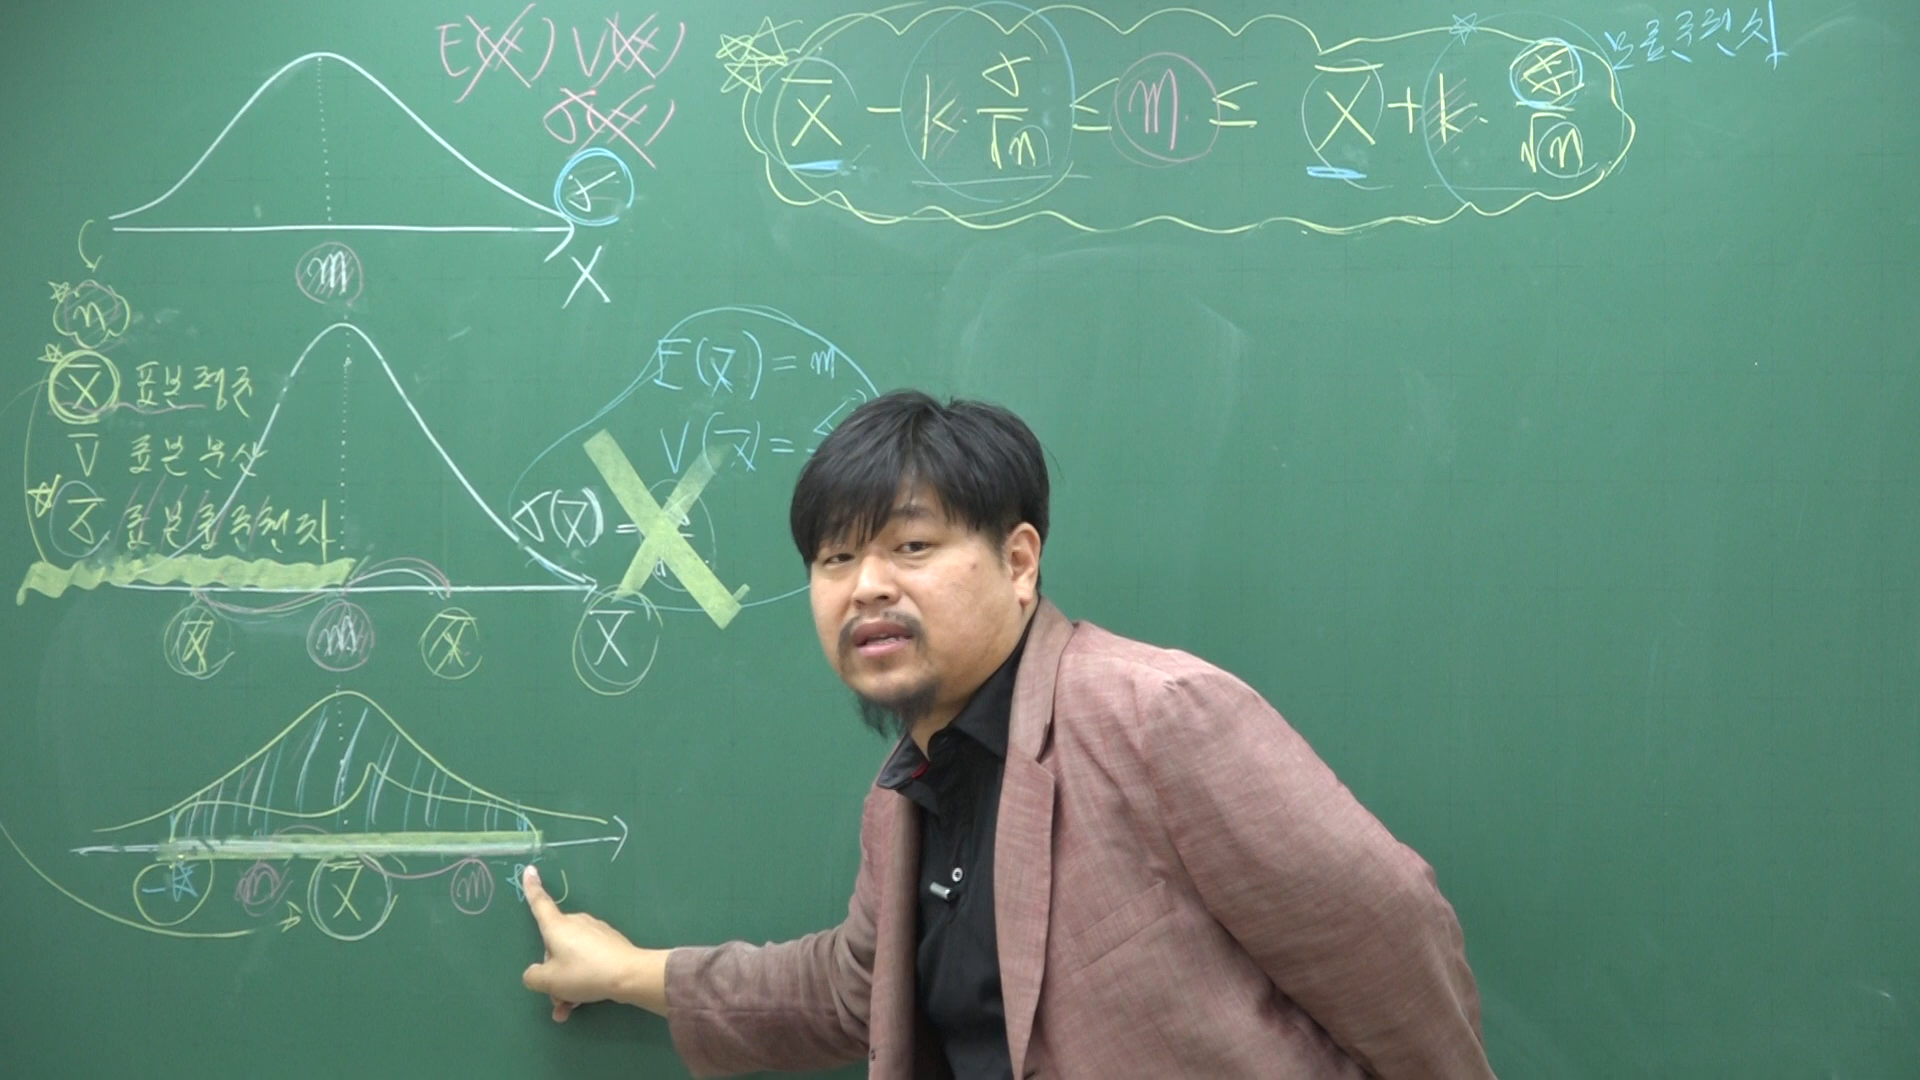 E(X) V(X)
σ(X)
X̄ - k·σ/√n ≤ m ≤ X̄ + k·σ/√n
모표준편차
σ
m
X
n
X̄ 표본평균
V̄ 표본분산
σ̄ 표본표준편차
E(X̄) = m
V(X̄) =
σ(X̄) =
X̄ m X̄ X̄
-k m X̄ m